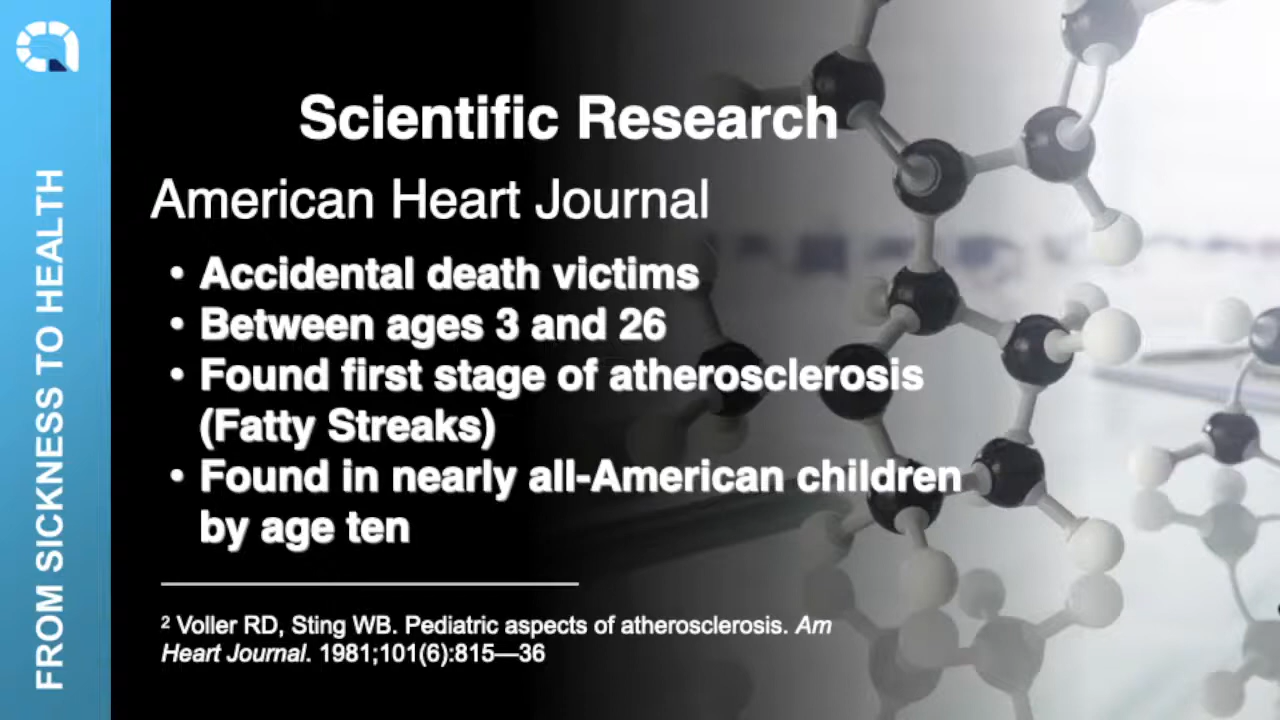 FROM SICKNESS TO HEALTH
Scientific Research
American Heart Journal
• Accidental death victims
• Between ages 3 and 26
• Found first stage of atherosclerosis
(Fatty Streaks)
• Found in nearly all-American children
by age ten
² Voller RD, Sting WB. Pediatric aspects of atherosclerosis. Am
Heart Journal. 1981;101(6):815—36